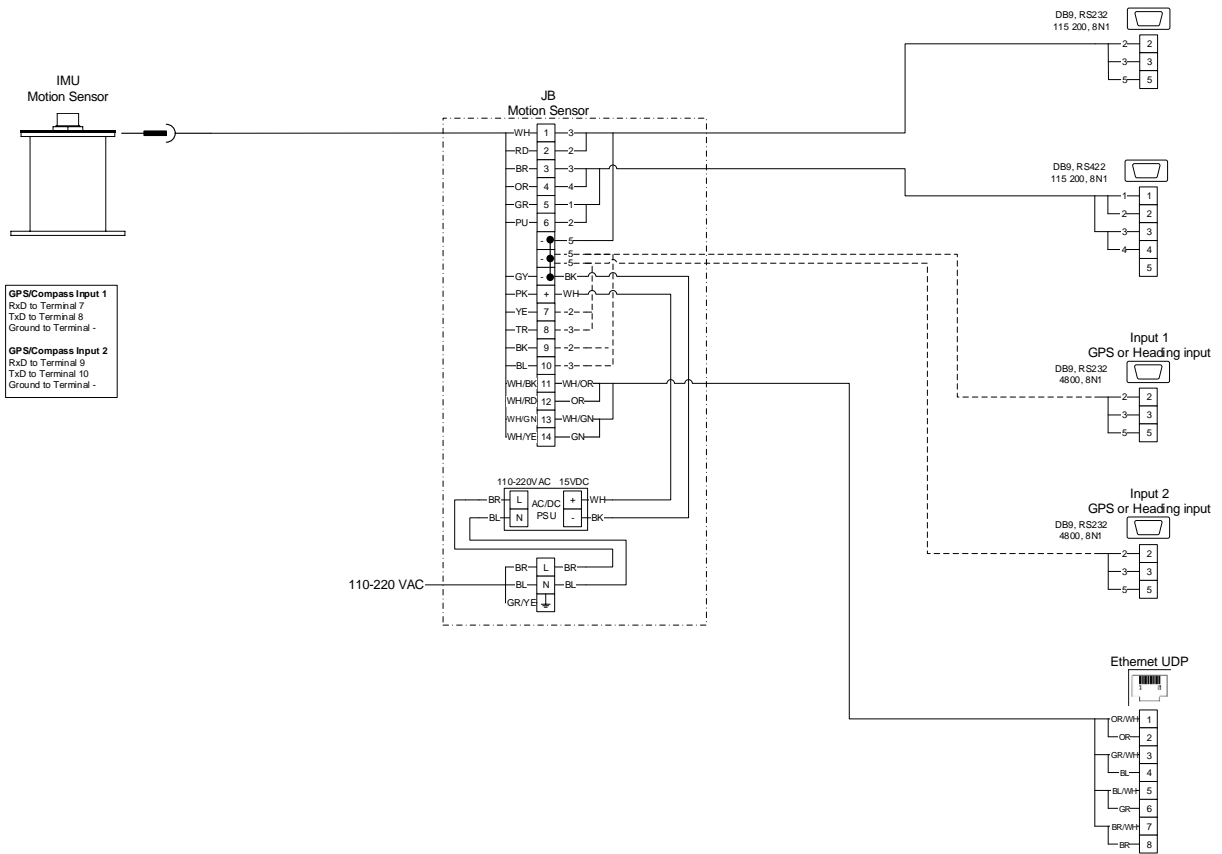 IMU
Motion Sensor
GPS/Compass Input 1
RxD to Terminal 7
TxD to Terminal 8
Ground to Terminal -
GPS/Compass Input 2
RxD to Terminal 9
TxD to Terminal 10
Ground to Terminal -
JB
Motion Sensor
WH 1 3
RD 2 2
BR 3 3
OR 4 4
GR 5 1
PU 6 2
- 5
5
- 5
GY - BK
PK + WH
YE 7 2
TR 8 3
BK 9 2
BL 10 3
WH/BK 11 WH/OR
WH/RD 12 OR
WH/GN 13 WH/GN
WH/YE 14 GN
110-220VAC 15VDC
BR L AC/DC + WH
BL N PSU - BK
BR L BR
110-220 VAC BL N BL
GR/YE
DB9, RS232
115 200, 8N1
2 2
3 3
5 5
DB9, RS422
115 200, 8N1
1 1
2 2
3 3
4 4
5
Input 1
GPS or Heading input
DB9, RS232
4800, 8N1
2 2
3 3
5 5
Input 2
GPS or Heading input
DB9, RS232
4800, 8N1
2 2
3 3
5 5
Ethernet UDP
1 8
OR/WH 1
OR 2
GR/WH 3
BL 4
BL/WH 5
GR 6
BR/WH 7
BR 8